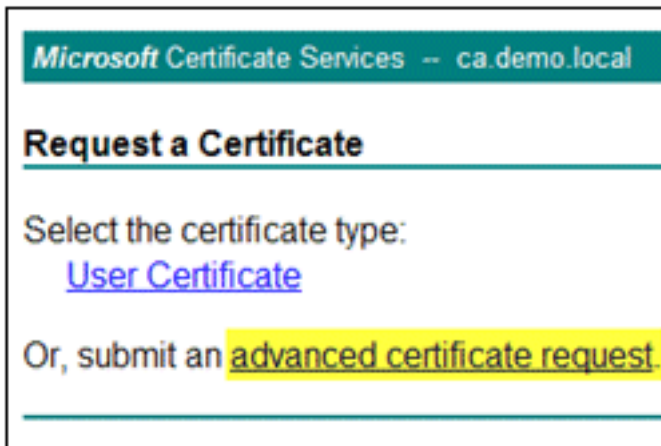 Microsoft Certificate Services -- ca.demo.local
Request a Certificate
Select the certificate type:
User Certificate
Or, submit an advanced certificate request.